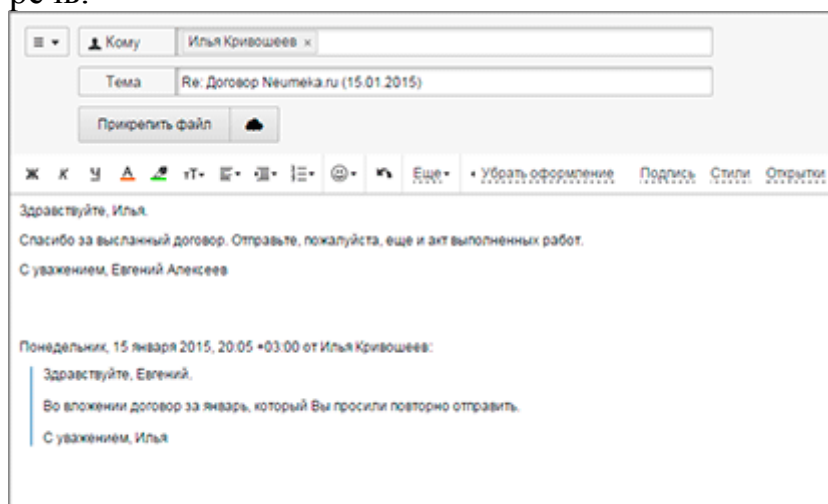 речь.
Кому Илья Кривошеев ×
Тема Re: Договор Neumeka.ru (15.01.2015)
Прикрепить файл
Ж К У А тТ Еще Убрать оформление Подпись Стили Открытки
Здравствуйте, Илья.
Спасибо за высланный договор. Отправьте, пожалуйста, еще и акт выполненных работ.
С уважением, Евгений Алексеев
Понедельник, 15 января 2015, 20:05 +03:00 от Илья Кривошеев:
Здравствуйте, Евгений.
Во вложении договор за январь, который Вы просили повторно отправить.
С уважением, Илья